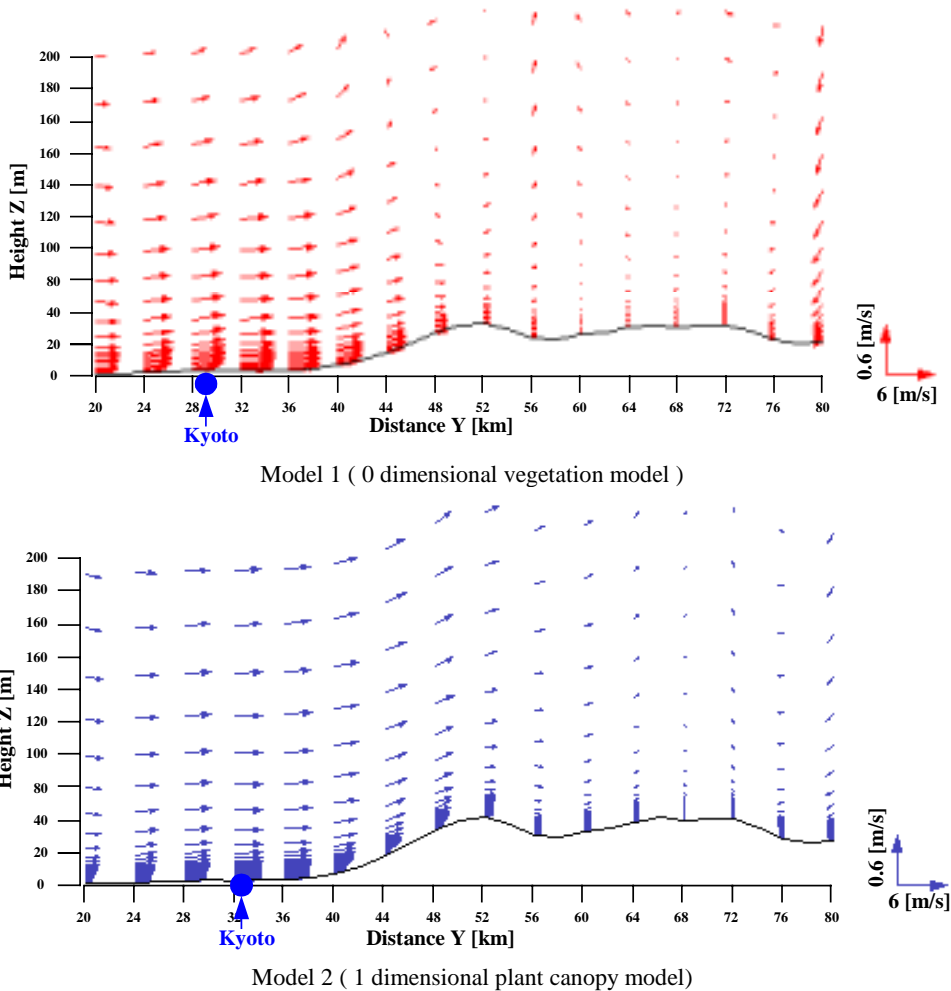 200
180
160
140
120
100
80
40
20
0
Height Z [m]
20 24 28 32 36 40 44 48 52 56 60 64 68 72 76 80
Kyoto
Distance Y [km]
0.6 [m/s]
6 [m/s]
Model 1 ( 0 dimensional vegetation model )
200
180
160
140
120
100
80
40
20
0
Height Z [m]
20 24 28 32 36 40 44 48 52 56 60 64 68 72 76 80
Kyoto
Distance Y [km]
0.6 [m/s]
6 [m/s]
Model 2 ( 1 dimensional plant canopy model)